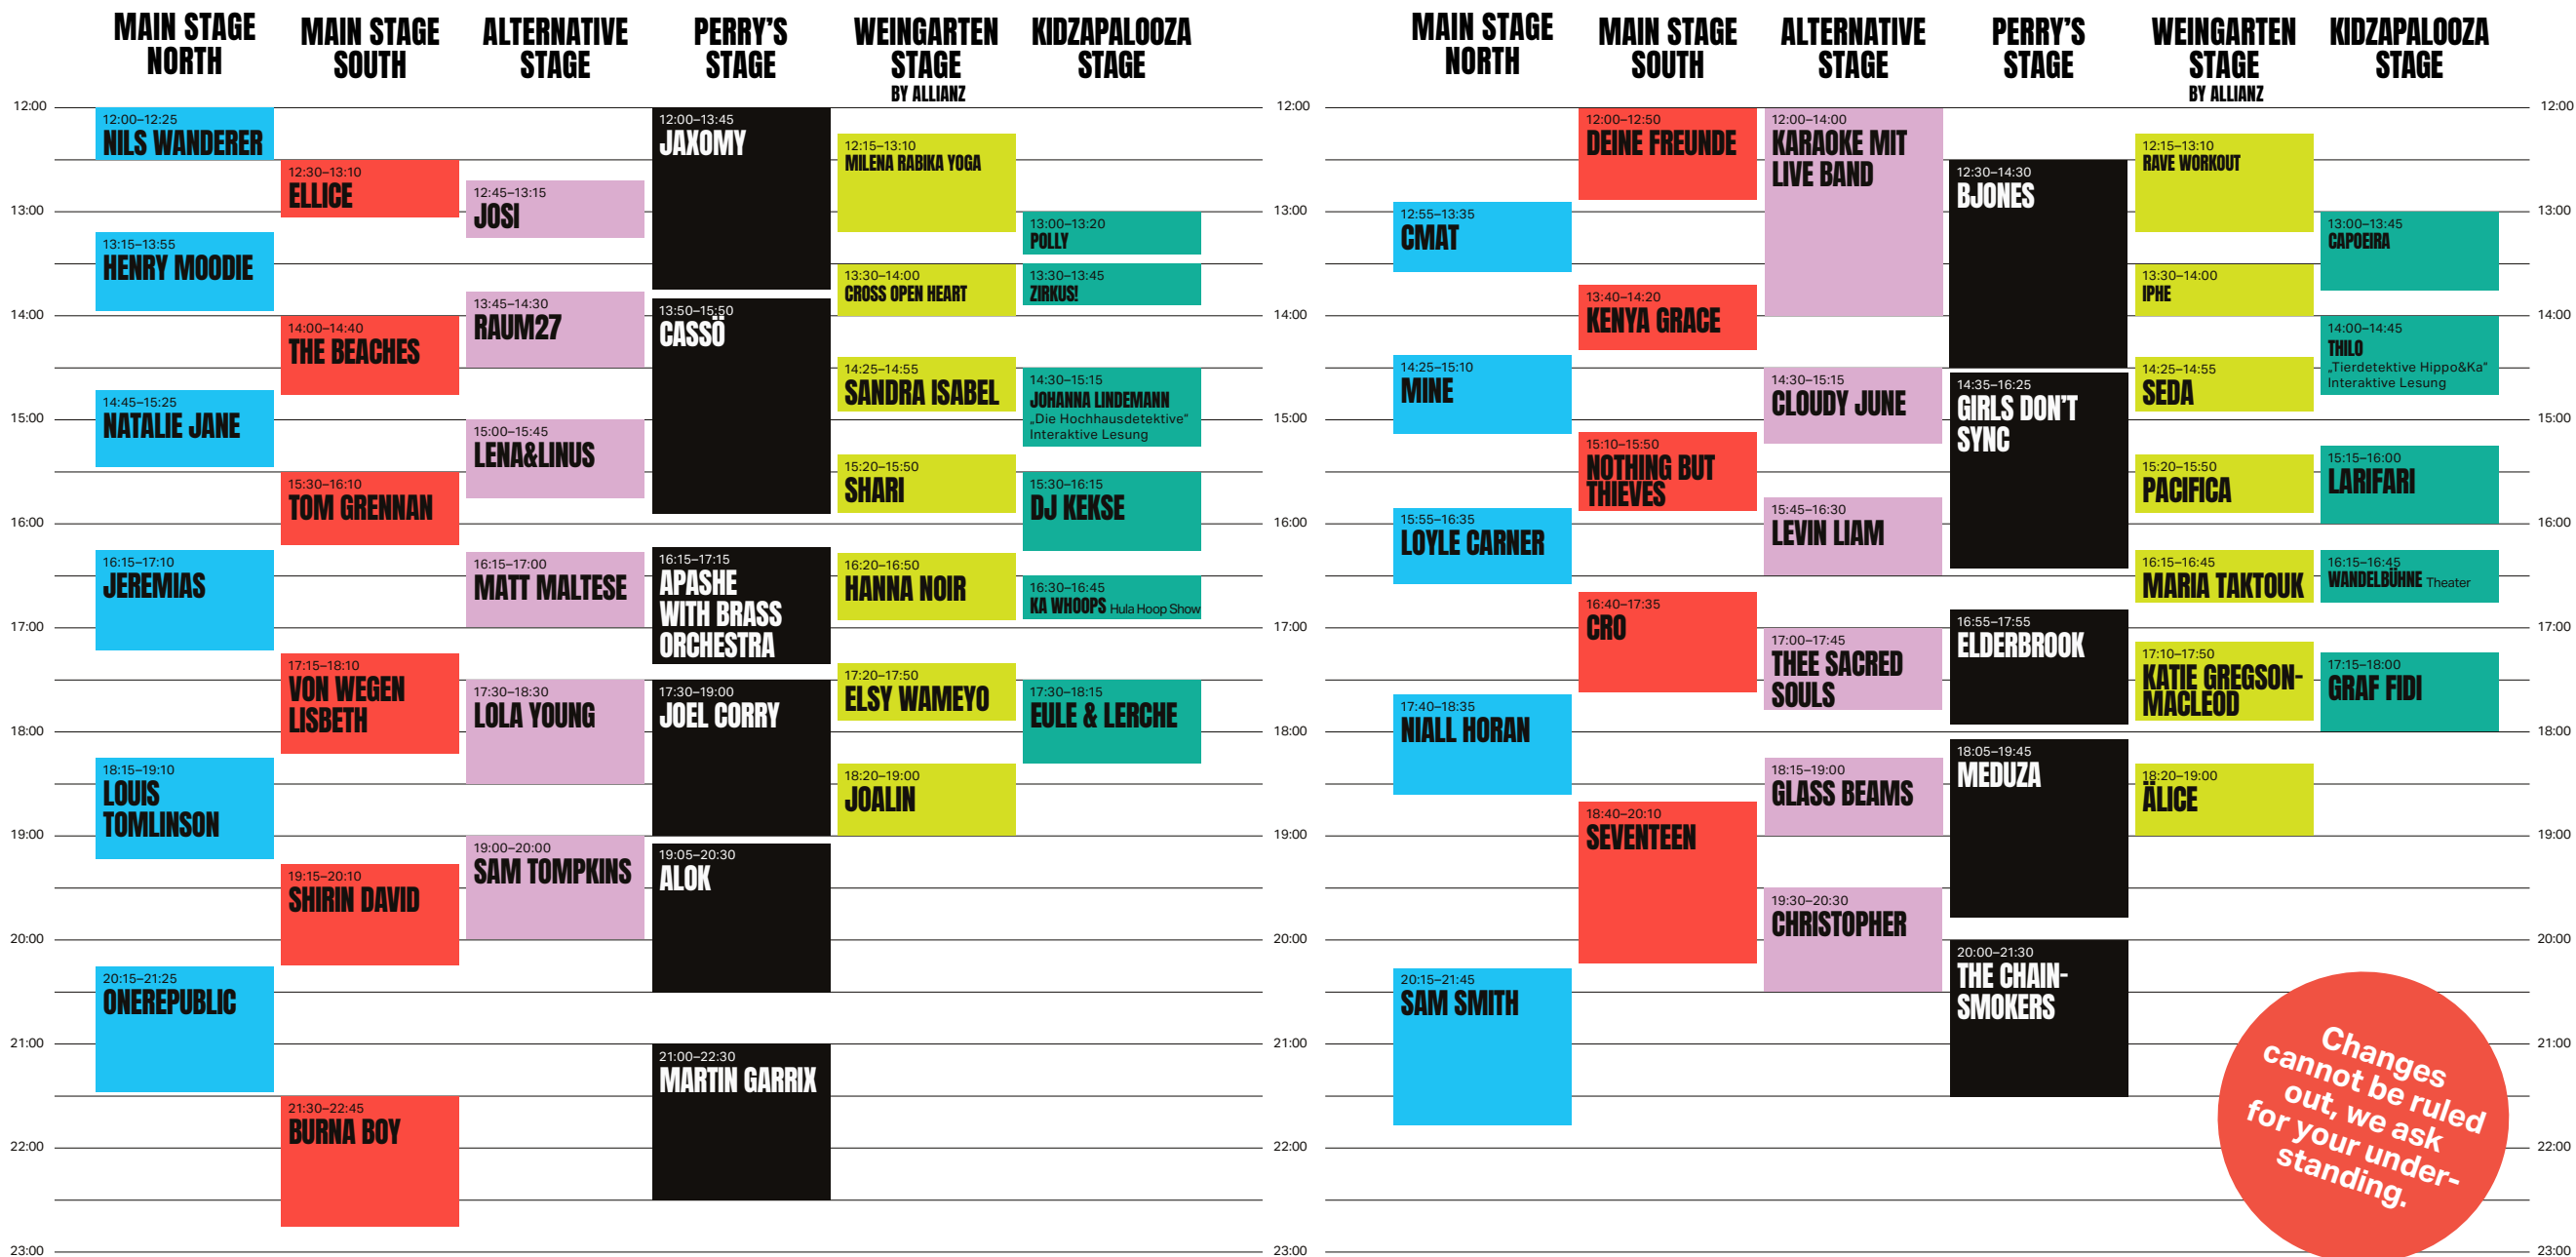 MAIN STAGE
NORTH
MAIN STAGE
SOUTH
ALTERNATIVE
STAGE
PERRY'S
STAGE
WEINGARTEN
STAGE
BY ALLIANZ
KIDZAPALOOZA
STAGE
12:00
13:00
14:00
15:00
16:00
17:00
18:00
19:00
20:00
21:00
22:00
23:00
12:00–12:25
NILS WANDERER
13:15–13:55
HENRY MOODIE
14:45–15:25
NATALIE JANE
16:15–17:10
JEREMIAS
18:15–19:10
LOUIS
TOMLINSON
20:15–21:25
ONEREPUBLIC
12:30–13:10
ELLICE
14:00–14:40
THE BEACHES
15:30–16:10
TOM GRENNAN
17:15–18:10
VON WEGEN
LISBETH
19:15–20:10
SHIRIN DAVID
21:30–22:45
BURNA BOY
12:45–13:15
JOSI
13:45–14:30
RAUM27
15:00–15:45
LENA&LINUS
16:15–17:00
MATT MALTESE
17:30–18:30
LOLA YOUNG
19:00–20:00
SAM TOMPKINS
12:00–13:45
JAXOMY
13:50–15:50
CASSÖ
16:15–17:15
APASHE
WITH BRASS
ORCHESTRA
17:30–19:00
JOEL CORRY
19:05–20:30
ALOK
21:00–22:30
MARTIN GARRIX
12:15–13:10
MILENA RABIKA YOGA
13:30–14:00
CROSS OPEN HEART
14:25–14:55
SANDRA ISABEL
15:20–15:50
SHARI
16:20–16:50
HANNA NOIR
17:20–17:50
ELSY WAMEYO
18:20–19:00
JOALIN
13:00–13:20
POLLY
13:30–13:45
ZIRKUS!
14:30–15:15
JOHANNA LINDEMANN
„Die Hochhausdetektive"
Interaktive Lesung
15:30–16:15
DJ KEKSE
16:30–16:45
KA WHOOPS Hula Hoop Show
17:30–18:15
EULE & LERCHE
MAIN STAGE
NORTH
MAIN STAGE
SOUTH
ALTERNATIVE
STAGE
PERRY'S
STAGE
WEINGARTEN
STAGE
BY ALLIANZ
KIDZAPALOOZA
STAGE
12:00
13:00
14:00
15:00
16:00
17:00
18:00
19:00
20:00
21:00
22:00
23:00
12:55–13:35
CMAT
14:25–15:10
MINE
15:55–16:35
LOYLE CARNER
17:40–18:35
NIALL HORAN
20:15–21:45
SAM SMITH
12:00–12:50
DEINE FREUNDE
13:40–14:20
KENYA GRACE
15:10–15:50
NOTHING BUT
THIEVES
16:40–17:35
CRO
18:40–20:10
SEVENTEEN
12:00–14:00
KARAOKE MIT
LIVE BAND
14:30–15:15
CLOUDY JUNE
15:45–16:30
LEVIN LIAM
17:00–17:45
THEE SACRED
SOULS
18:15–19:00
GLASS BEAMS
19:30–20:30
CHRISTOPHER
12:30–14:30
BJONES
14:35–16:25
GIRLS DON'T
SYNC
16:55–17:55
ELDERBROOK
18:05–19:45
MEDUZA
20:00–21:30
THE CHAIN-
SMOKERS
12:15–13:10
RAVE WORKOUT
13:30–14:00
IPHE
14:25–14:55
SEDA
15:20–15:50
PACIFICA
16:15–16:45
MARIA TAKTOUK
17:10–17:50
KATIE GREGSON-
MACLEOD
18:20–19:00
ÄLICE
13:00–13:45
CAPOEIRA
14:00–14:45
THILO
„Tierdetektive Hippo&Ka"
Interaktive Lesung
15:15–16:00
LARIFARI
16:15–16:45
WANDELBÜHNE Theater
17:15–18:00
GRAF FIDI
12:00
13:00
14:00
15:00
16:00
17:00
18:00
19:00
20:00
21:00
22:00
23:00
Changes
cannot be ruled
out, we ask
for your under-
standing.